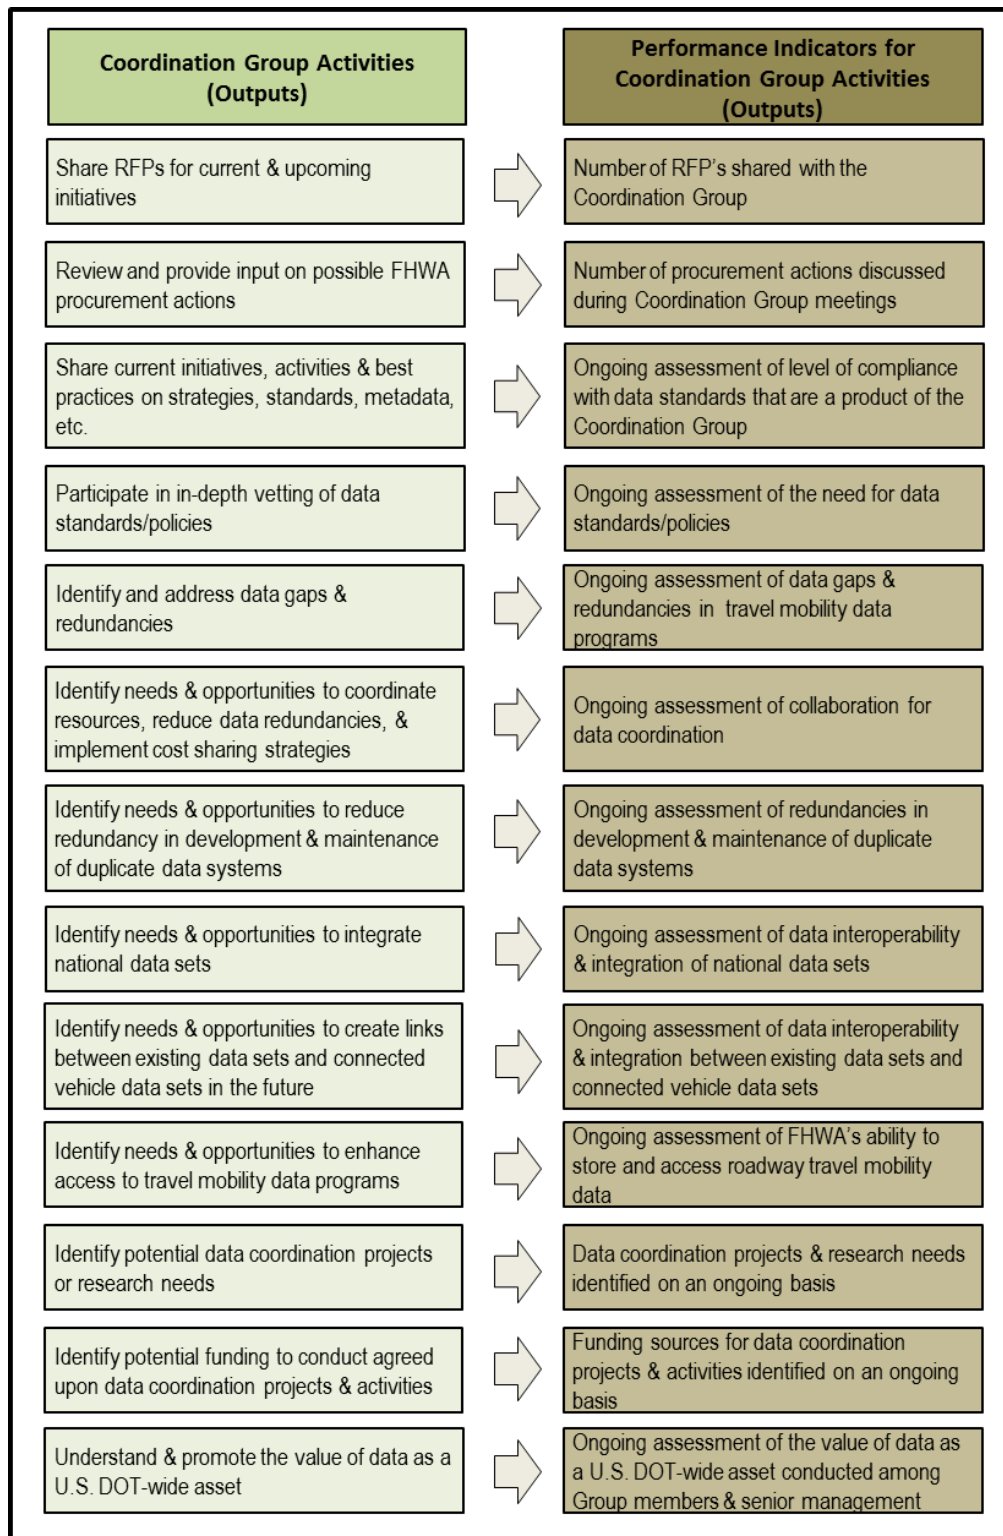 Coordination Group Activities
(Outputs)
Performance Indicators for
Coordination Group Activities
(Outputs)
Share RFPs for current & upcoming
initiatives
Number of RFP's shared with the
Coordination Group
Review and provide input on possible FHWA
procurement actions
Number of procurement actions discussed
during Coordination Group meetings
Share current initiatives, activities & best
practices on strategies, standards, metadata,
etc.
Ongoing assessment of level of compliance
with data standards that are a product of the
Coordination Group
Participate in in-depth vetting of data
standards/policies
Ongoing assessment of the need for data
standards/policies
Identify and address data gaps &
redundancies
Ongoing assessment of data gaps &
redundancies in travel mobility data
programs
Identify needs & opportunities to coordinate
resources, reduce data redundancies, &
implement cost sharing strategies
Ongoing assessment of collaboration for
data coordination
Identify needs & opportunities to reduce
redundancy in development & maintenance
of duplicate data systems
Ongoing assessment of redundancies in
development & maintenance of duplicate
data systems
Identify needs & opportunities to integrate
national data sets
Ongoing assessment of data interoperability
& integration of national data sets
Identify needs & opportunities to create links
between existing data sets and connected
vehicle data sets in the future
Ongoing assessment of data interoperability
& integration between existing data sets and
connected vehicle data sets
Identify needs & opportunities to enhance
access to travel mobility data programs
Ongoing assessment of FHWA's ability to
store and access roadway travel mobility
data
Identify potential data coordination projects
or research needs
Data coordination projects & research needs
identified on an ongoing basis
Identify potential funding to conduct agreed
upon data coordination projects & activities
Funding sources for data coordination
projects & activities identified on an ongoing
basis
Understand & promote the value of data as a
U.S. DOT-wide asset
Ongoing assessment of the value of data as
a U.S. DOT-wide asset conducted among
Group members & senior management